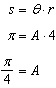 s = θ · r
π = A · 4
π/4 = A